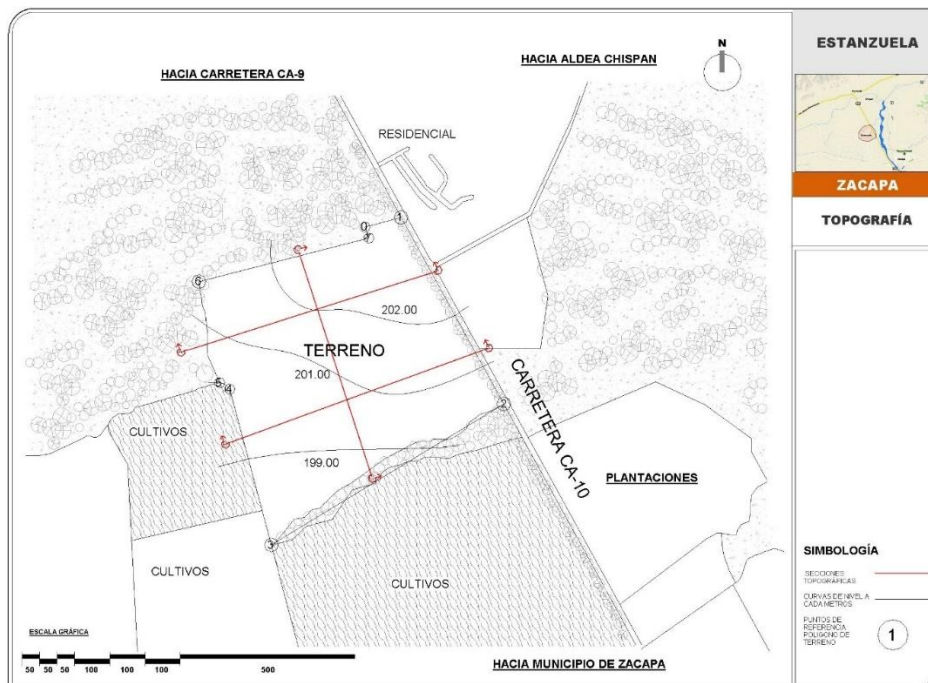 HACIA CARRETERA CA-9
HACIA ALDEA CHISPAN
N
RESIDENCIAL
1
0
6
202.00
TERRENO
201.00
5
4
2
CARRETERA CA-10
CULTIVOS
199.00
PLANTACIONES
3
CULTIVOS
CULTIVOS
ESCALA GRÁFICA
50 50 50 100 100 100 500
HACIA MUNICIPIO DE ZACAPA
ESTANZUELA
ZACAPA
TOPOGRAFÍA
SIMBOLOGÍA
SECCIONES
TOPOGRÁFICAS
CURVAS DE NIVEL A
CADA METROS
PUNTOS DE
REFERENCIA
POLIGONO DE
TERRENO
1